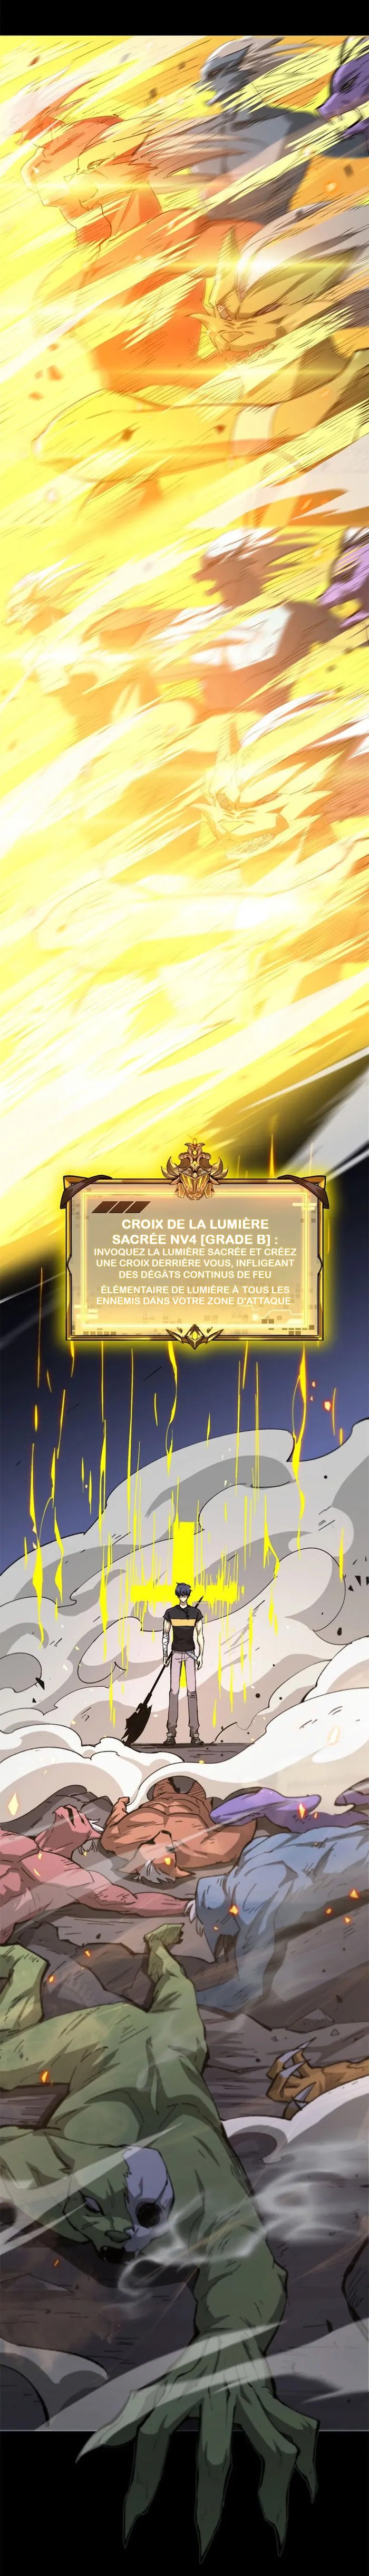 CROIX DE LA LUMIÈRE
SACRÉE NV4 [GRADE B] :
INVOQUEZ LA LUMIÈRE SACRÉE ET CRÉEZ
UNE CROIX DERRIÈRE VOUS, INFLIGEANT
DES DÉGÂTS CONTINUS DE FEU
ÉLÉMENTAIRE DE LUMIÈRE À TOUS LES
ENNEMIS DANS VOTRE ZONE D'ATTAQUE